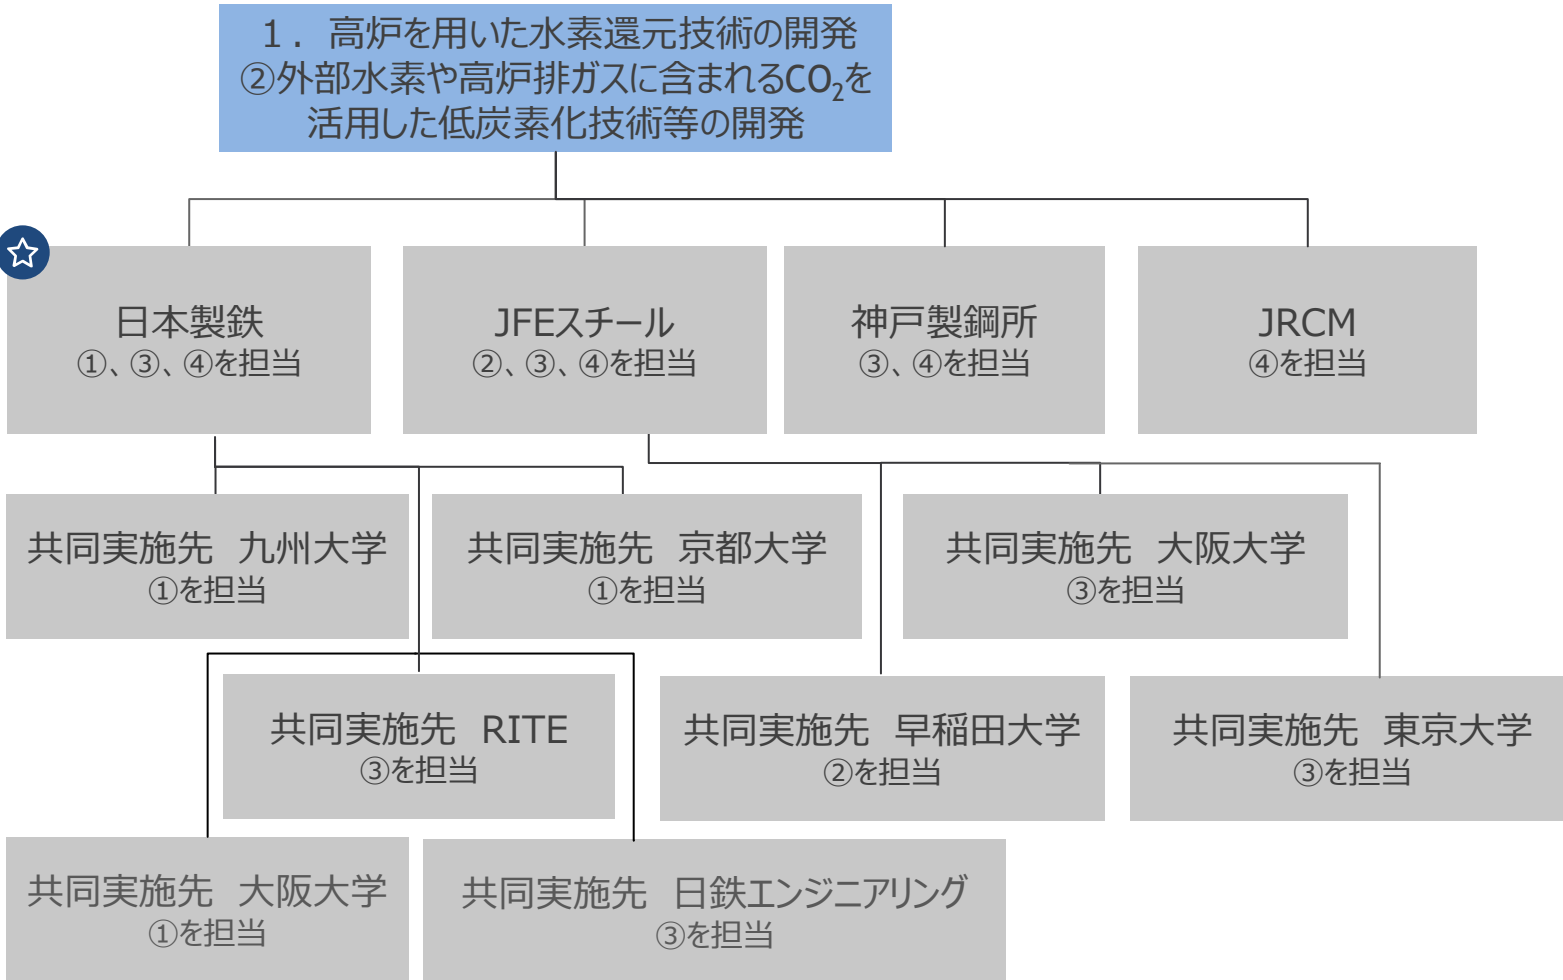 １．高炉を用いた水素還元技術の開発
②外部水素や高炉排ガスに含まれるCO₂を
活用した低炭素化技術等の開発
日本製鉄
①、③、④を担当
JFEスチール
②、③、④を担当
神戸製鋼所
③、④を担当
JRCM
④を担当
共同実施先　九州大学
①を担当
共同実施先　京都大学
①を担当
共同実施先　大阪大学
③を担当
共同実施先　RITE
③を担当
共同実施先　早稲田大学
②を担当
共同実施先　東京大学
③を担当
共同実施先　大阪大学
①を担当
共同実施先　日鉄エンジニアリング
③を担当